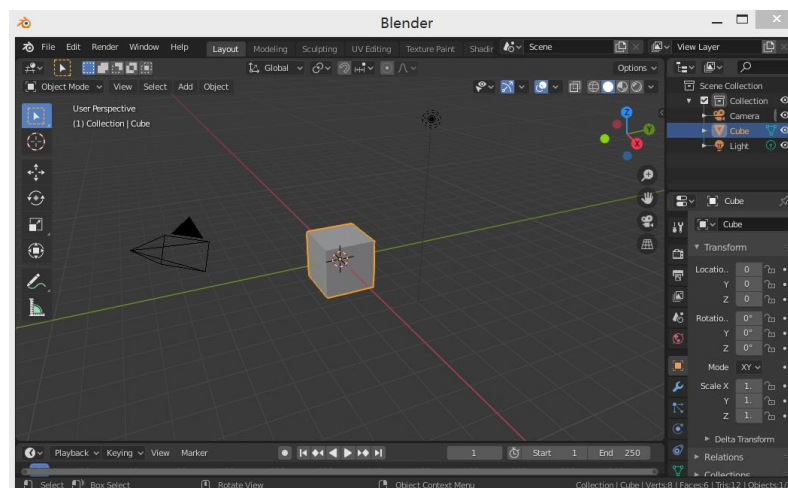 Blender
File Edit Render Window Help Layout Modeling Sculpting UV Editing Texture Paint Shadir Scene View Layer
Global Options
Object Mode View Select Add Object
User Perspective
(1) Collection | Cube
Z
Y
X
Scene Collection
Collection
Camera
Cube
Light
Cube
Cube
Transform
Locatio.. 0
Y 0
Z 0
Rotatio.. 0°
Y 0°
Z 0°
Mode XY
Scale X 1.
Y 1.
Z 1.
Delta Transform
Relations
Collections
Playback Keying View Marker 1 Start 1 End 250
Select Box Select Rotate View Object Context Menu Collection | Cube | Verts:8 | Faces:6 | Tris:12 | Objects:1/